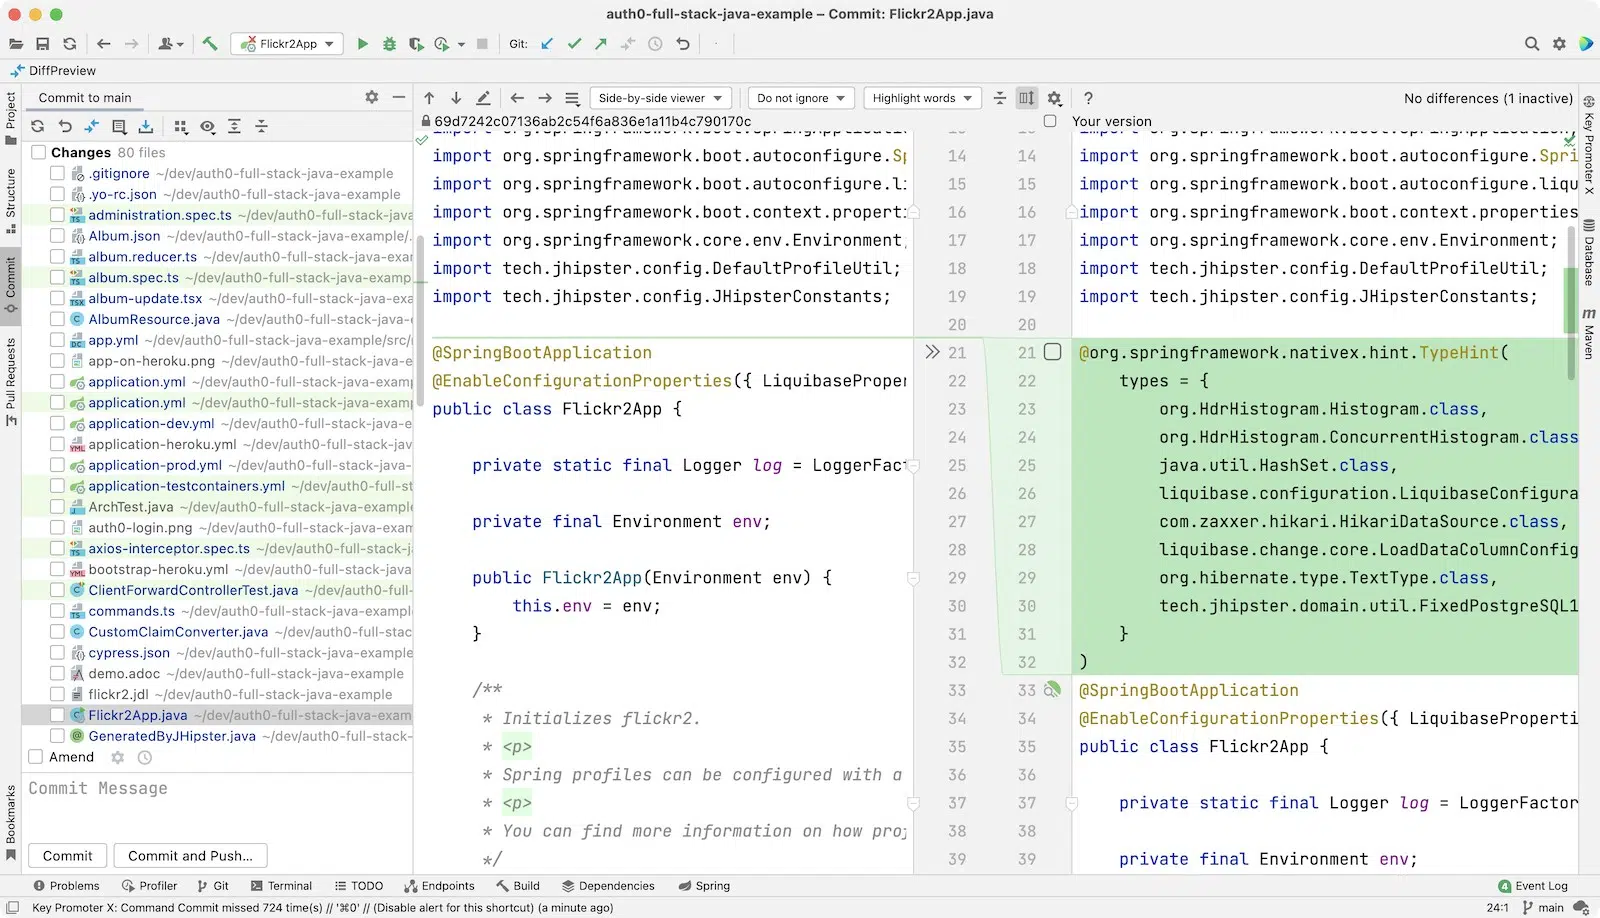 auth0-full-stack-java-example – Commit: Flickr2App.java
Flickr2App
Git:
DiffPreview
Project
Structure
Commit
Pull Requests
Bookmarks
Commit to main
Changes 80 files
.gitignore ~/dev/auth0-full-stack-java-example
.yo-rc.json ~/dev/auth0-full-stack-java-example
administration.spec.ts ~/dev/auth0-full-stack-java
Album.json ~/dev/auth0-full-stack-java-example/.
album.reducer.ts ~/dev/auth0-full-stack-java-exam
album.spec.ts ~/dev/auth0-full-stack-java-examp
album-update.tsx ~/dev/auth0-full-stack-java-exa
AlbumResource.java ~/dev/auth0-full-stack-java-
app.yml ~/dev/auth0-full-stack-java-example/src/
app-on-heroku.png ~/dev/auth0-full-stack-java-e
application.yml ~/dev/auth0-full-stack-java-exam
application.yml ~/dev/auth0-full-stack-java-exam
application-dev.yml ~/dev/auth0-full-stack-java-e
application-heroku.yml ~/dev/auth0-full-stack-jav
application-prod.yml ~/dev/auth0-full-stack-java-
application-testcontainers.yml ~/dev/auth0-full-st
ArchTest.java ~/dev/auth0-full-stack-java-examp
auth0-login.png ~/dev/auth0-full-stack-java-exam
axios-interceptor.spec.ts ~/dev/auth0-full-stack-j
bootstrap-heroku.yml ~/dev/auth0-full-stack-java
ClientForwardControllerTest.java ~/dev/auth0-full-
commands.ts ~/dev/auth0-full-stack-java-example
CustomClaimConverter.java ~/dev/auth0-full-stac
cypress.json ~/dev/auth0-full-stack-java-example
demo.adoc ~/dev/auth0-full-stack-java-example
flickr2.jdl ~/dev/auth0-full-stack-java-example
Flickr2App.java ~/dev/auth0-full-stack-java-exam
GeneratedByJHipster.java ~/dev/auth0-full-stack-
Amend
Commit Message
Commit
Commit and Push...
Side-by-side viewer
Do not ignore
Highlight words
?
No differences (1 inactive)
69d7242c07136ab2c54f6a836e1a11b4c790170c
Your version
import org.springframework.boot.autoconfigure.Sp 14
import org.springframework.boot.autoconfigure.li 15
import org.springframework.boot.context.properti 16
import org.springframework.core.env.Environment; 17
import tech.jhipster.config.DefaultProfileUtil; 18
import tech.jhipster.config.JHipsterConstants; 19
20
@SpringBootApplication 21
@EnableConfigurationProperties({ LiquibaseProper 22
public class Flickr2App { 23
24
private static final Logger log = LoggerFact 25
26
private final Environment env; 27
28
public Flickr2App(Environment env) { 29
this.env = env; 30
} 31
32
/** 33
* Initializes flickr2. 34
* <p> 35
* Spring profiles can be configured with a 36
* <p> 37
* You can find more information on how pro 38
*/ 39
14 import org.springframework.boot.autoconfigure.Spri
15 import org.springframework.boot.autoconfigure.liqu
16 import org.springframework.boot.context.properties
17 import org.springframework.core.env.Environment;
18 import tech.jhipster.config.DefaultProfileUtil;
19 import tech.jhipster.config.JHipsterConstants;
20
21 @org.springframework.nativex.hint.TypeHint(
22 types = {
23 org.HdrHistogram.Histogram.class,
24 org.HdrHistogram.ConcurrentHistogram.class
25 java.util.HashSet.class,
26 liquibase.configuration.LiquibaseConfigura
27 com.zaxxer.hikari.HikariDataSource.class,
28 liquibase.change.core.LoadDataColumnConfig
29 org.hibernate.type.TextType.class,
30 tech.jhipster.domain.util.FixedPostgreSQL1
31 }
32 )
33 @SpringBootApplication
34 @EnableConfigurationProperties({ LiquibaseProperti
35 public class Flickr2App {
36
37 private static final Logger log = LoggerFactor
38
39 private final Environment env;
Key Promoter X
Database
Maven
Problems
Profiler
Git
Terminal
TODO
Endpoints
Build
Dependencies
Spring
4 Event Log
Key Promoter X: Command Commit missed 724 time(s) // '⌘0' // (Disable alert for this shortcut) (a minute ago)
24:1
main